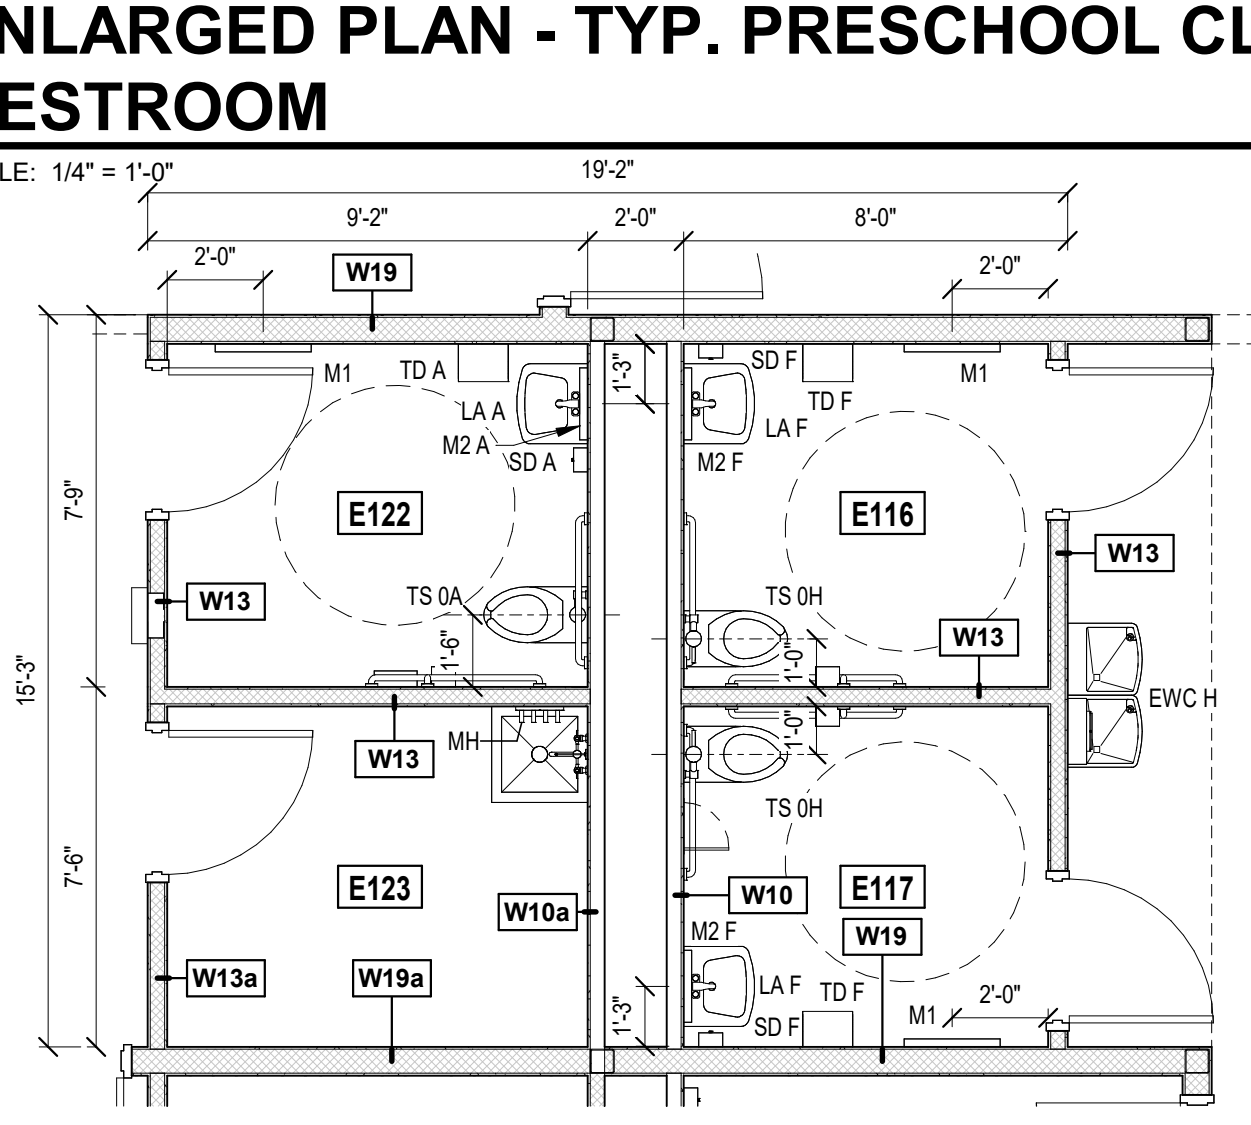 NLARGED PLAN - TYP. PRESCHOOL CL
ESTROOM
LE: 1/4" = 1'-0"
19'-2"
9'-2"
2'-0"
8'-0"
2'-0"
W19
2'-0"
M1
TD A
LA A
M2 A
SD A
1'-3"
SD F
TD F
LA F
M2 F
M1
7'-9"
E122
E116
W13
W13
TS 0A
TS 0H
W13
1'-6"
1'-0"
15'-3"
EWC H
W13
MH
1'-0"
TS 0H
7'-6"
E123
W10a
W10
E117
M2 F
W19
W13a
W19a
LA F
TD F
2'-0"
M1
SD F
1'-3"